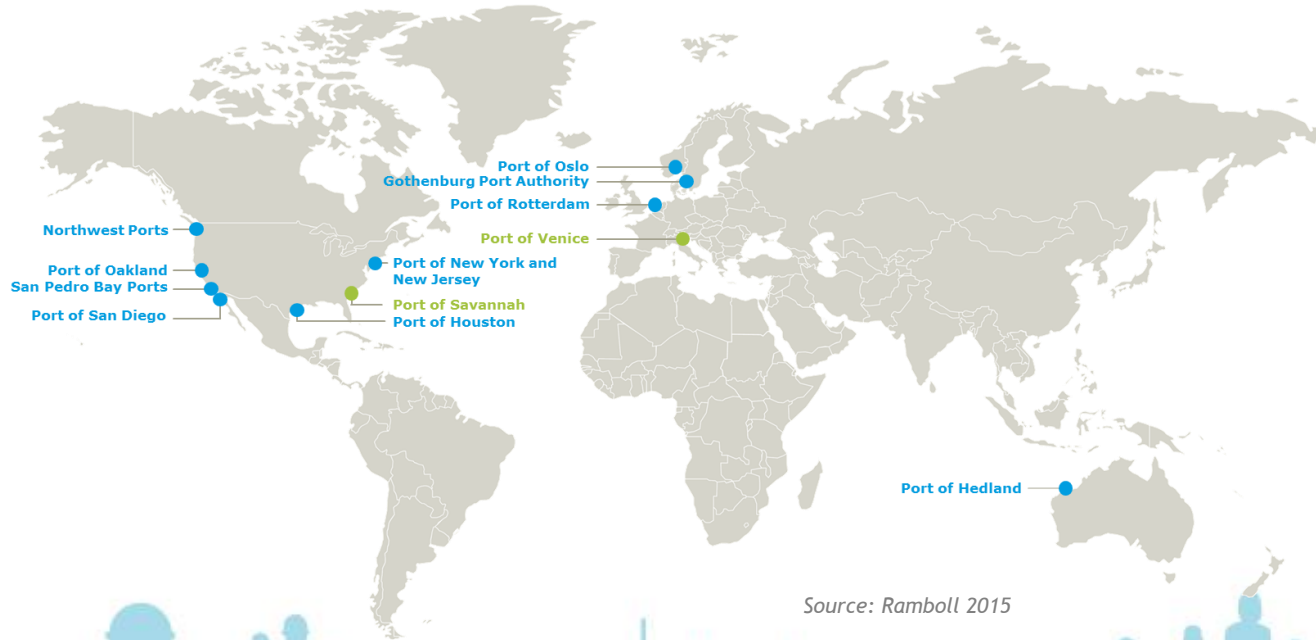 Port of Oslo
Gothenburg Port Authority
Port of Rotterdam
Port of Venice
Northwest Ports
Port of Oakland
San Pedro Bay Ports
Port of San Diego
Port of New York and
New Jersey
Port of Savannah
Port of Houston
Port of Hedland
Source: Ramboll 2015